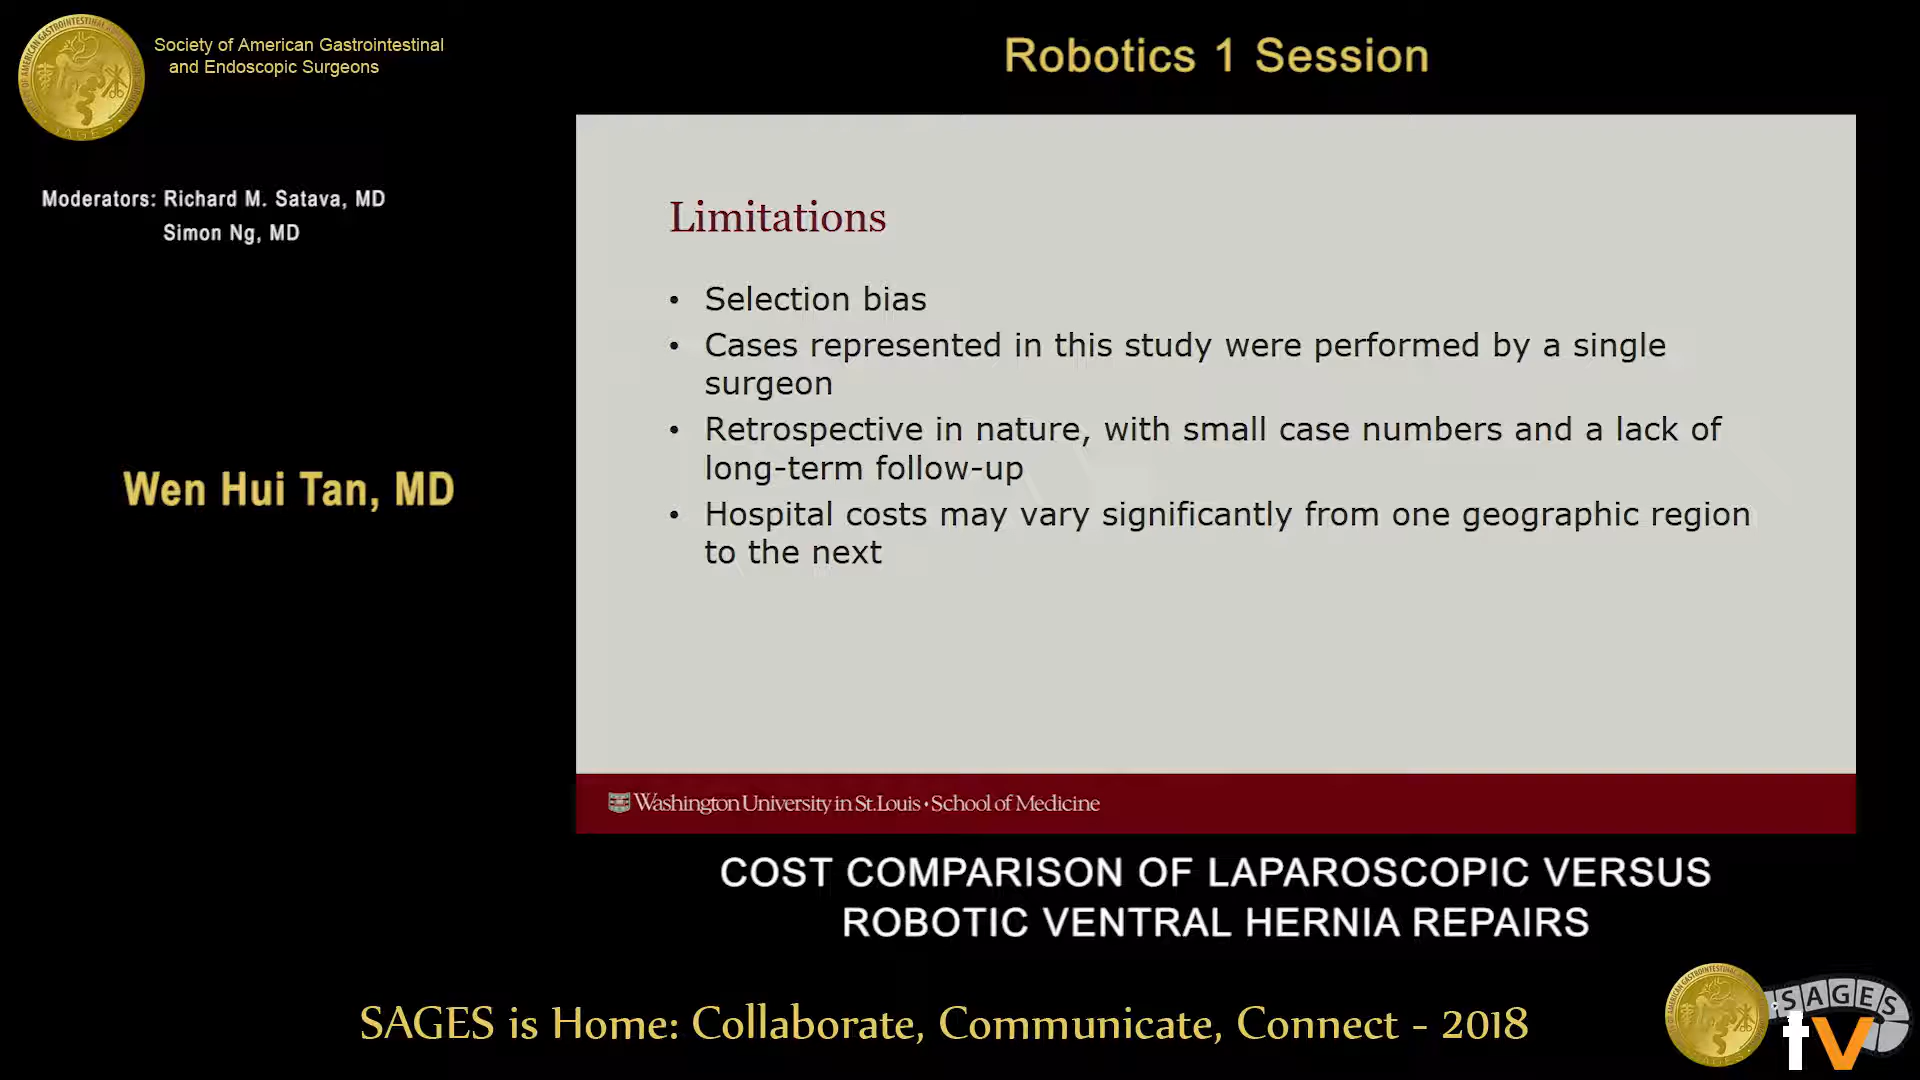 Society of American Gastrointestinal
and Endoscopic Surgeons
Robotics 1 Session
Moderators: Richard M. Satava, MD
Simon Ng, MD
Wen Hui Tan, MD
Limitations
• Selection bias
• Cases represented in this study were performed by a single
surgeon
• Retrospective in nature, with small case numbers and a lack of
long-term follow-up
• Hospital costs may vary significantly from one geographic region
to the next
Washington University in St.Louis • School of Medicine
COST COMPARISON OF LAPAROSCOPIC VERSUS
ROBOTIC VENTRAL HERNIA REPAIRS
SAGES is Home: Collaborate, Communicate, Connect - 2018
SAGES
tV